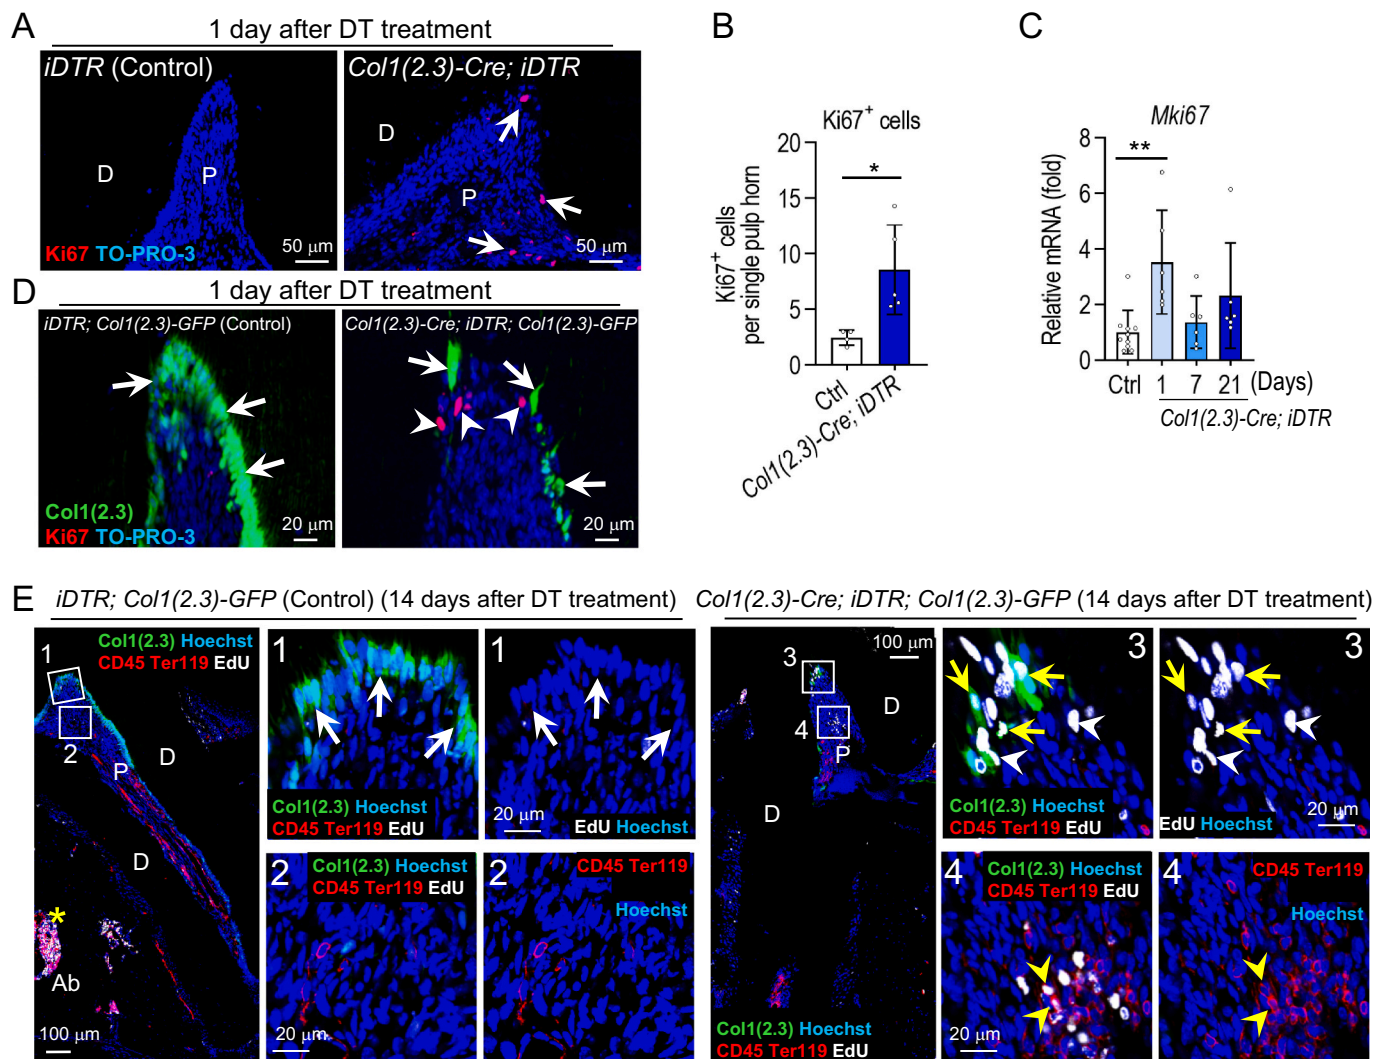 A
1 day after DT treatment
iDTR (Control)
D
P
Ki67 TO-PRO-3
50 μm
Col1(2.3)-Cre; iDTR
D
P
50 μm
B
Ki67+ cells
Ki67+ cells
per single pulp horn
20
15
10
5
0
*
Ctrl
Col1(2.3)-Cre; iDTR
C
Mki67
Relative mRNA (fold)
8
6
4
2
0
**
Ctrl 1 7 21 (Days)
Col1(2.3)-Cre; iDTR
D
1 day after DT treatment
iDTR; Col1(2.3)-GFP (Control)
Col1(2.3)
Ki67 TO-PRO-3
20 μm
Col1(2.3)-Cre; iDTR; Col1(2.3)-GFP
20 μm
E
iDTR; Col1(2.3)-GFP (Control) (14 days after DT treatment)
Col1(2.3) Hoechst
CD45 Ter119 EdU
1
2
P
D
D
*
Ab
100 μm
1
Col1(2.3) Hoechst
CD45 Ter119 EdU
1
20 μm
EdU Hoechst
2
Col1(2.3) Hoechst
CD45 Ter119 EdU
20 μm
2
CD45 Ter119
Hoechst
Col1(2.3)-Cre; iDTR; Col1(2.3)-GFP (14 days after DT treatment)
100 μm
3
4
D
P
D
Col1(2.3) Hoechst
CD45 Ter119 EdU
3
Col1(2.3) Hoechst
CD45 Ter119 EdU
3
EdU Hoechst
20 μm
4
Col1(2.3) Hoechst
CD45 Ter119 EdU
20 μm
4
CD45 Ter119
Hoechst